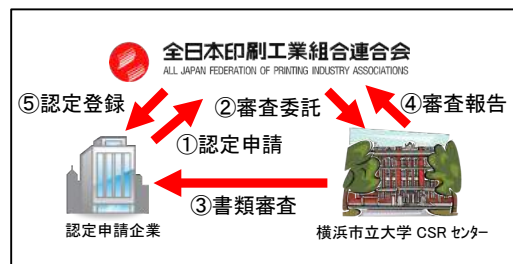 全日本印刷工業組合連合会
ALL JAPAN FEDERATION OF PRINTING INDUSTRY ASSOCIATIONS
⑤認定登録
②審査委託
④審査報告
①認定申請
③書類審査
認定申請企業
横浜市立大学 CSR センター